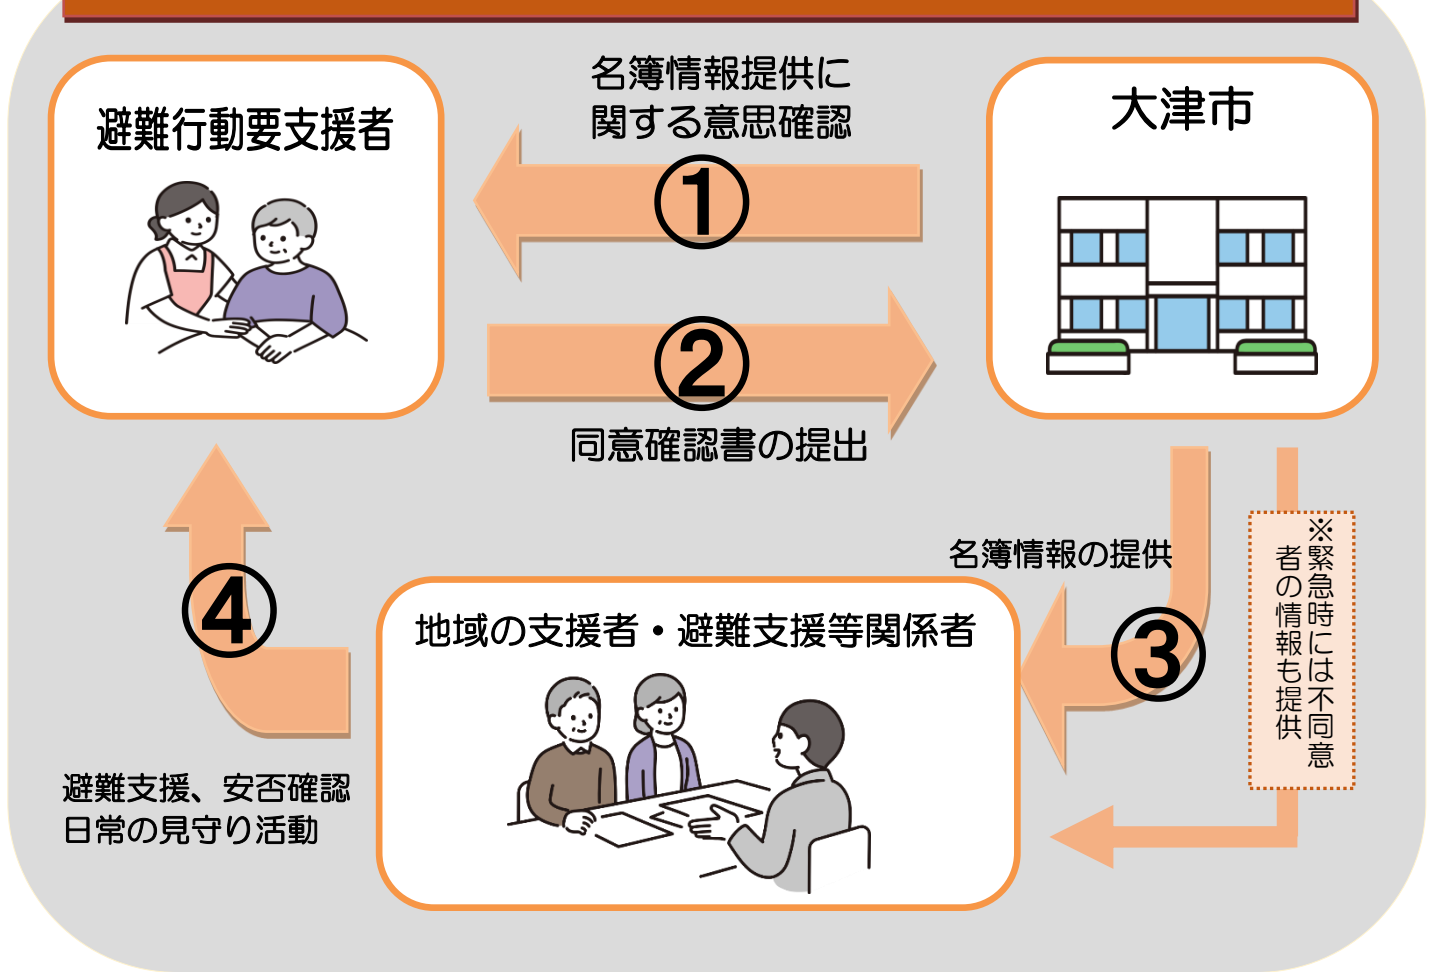 名簿情報提供に
関する意思確認
避難行動要支援者
大津市
①
②
同意確認書の提出
名簿情報の提供
③
※緊急時には不同意
者の情報も提供
④
地域の支援者・避難支援等関係者
避難支援、安否確認
日常の見守り活動